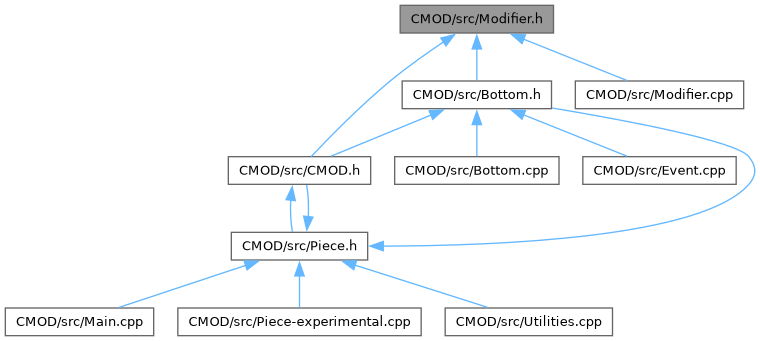 CMOD/src/Modifier.h
CMOD/src/Bottom.h
CMOD/src/Modifier.cpp
CMOD/src/CMOD.h
CMOD/src/Bottom.cpp
CMOD/src/Event.cpp
CMOD/src/Piece.h
CMOD/src/Main.cpp
CMOD/src/Piece-experimental.cpp
CMOD/src/Utilities.cpp